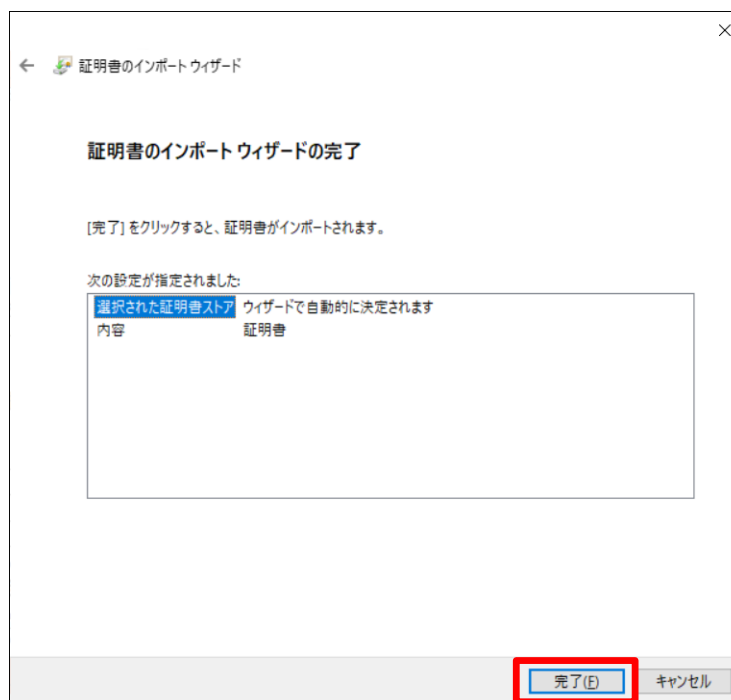 証明書のインポート ウィザード
証明書のインポート ウィザードの完了
[完了] をクリックすると、証明書がインポートされます。
次の設定が指定されました:
選択された証明書ストア ウィザードで自動的に決定されます
内容 証明書
完了(F) キャンセル